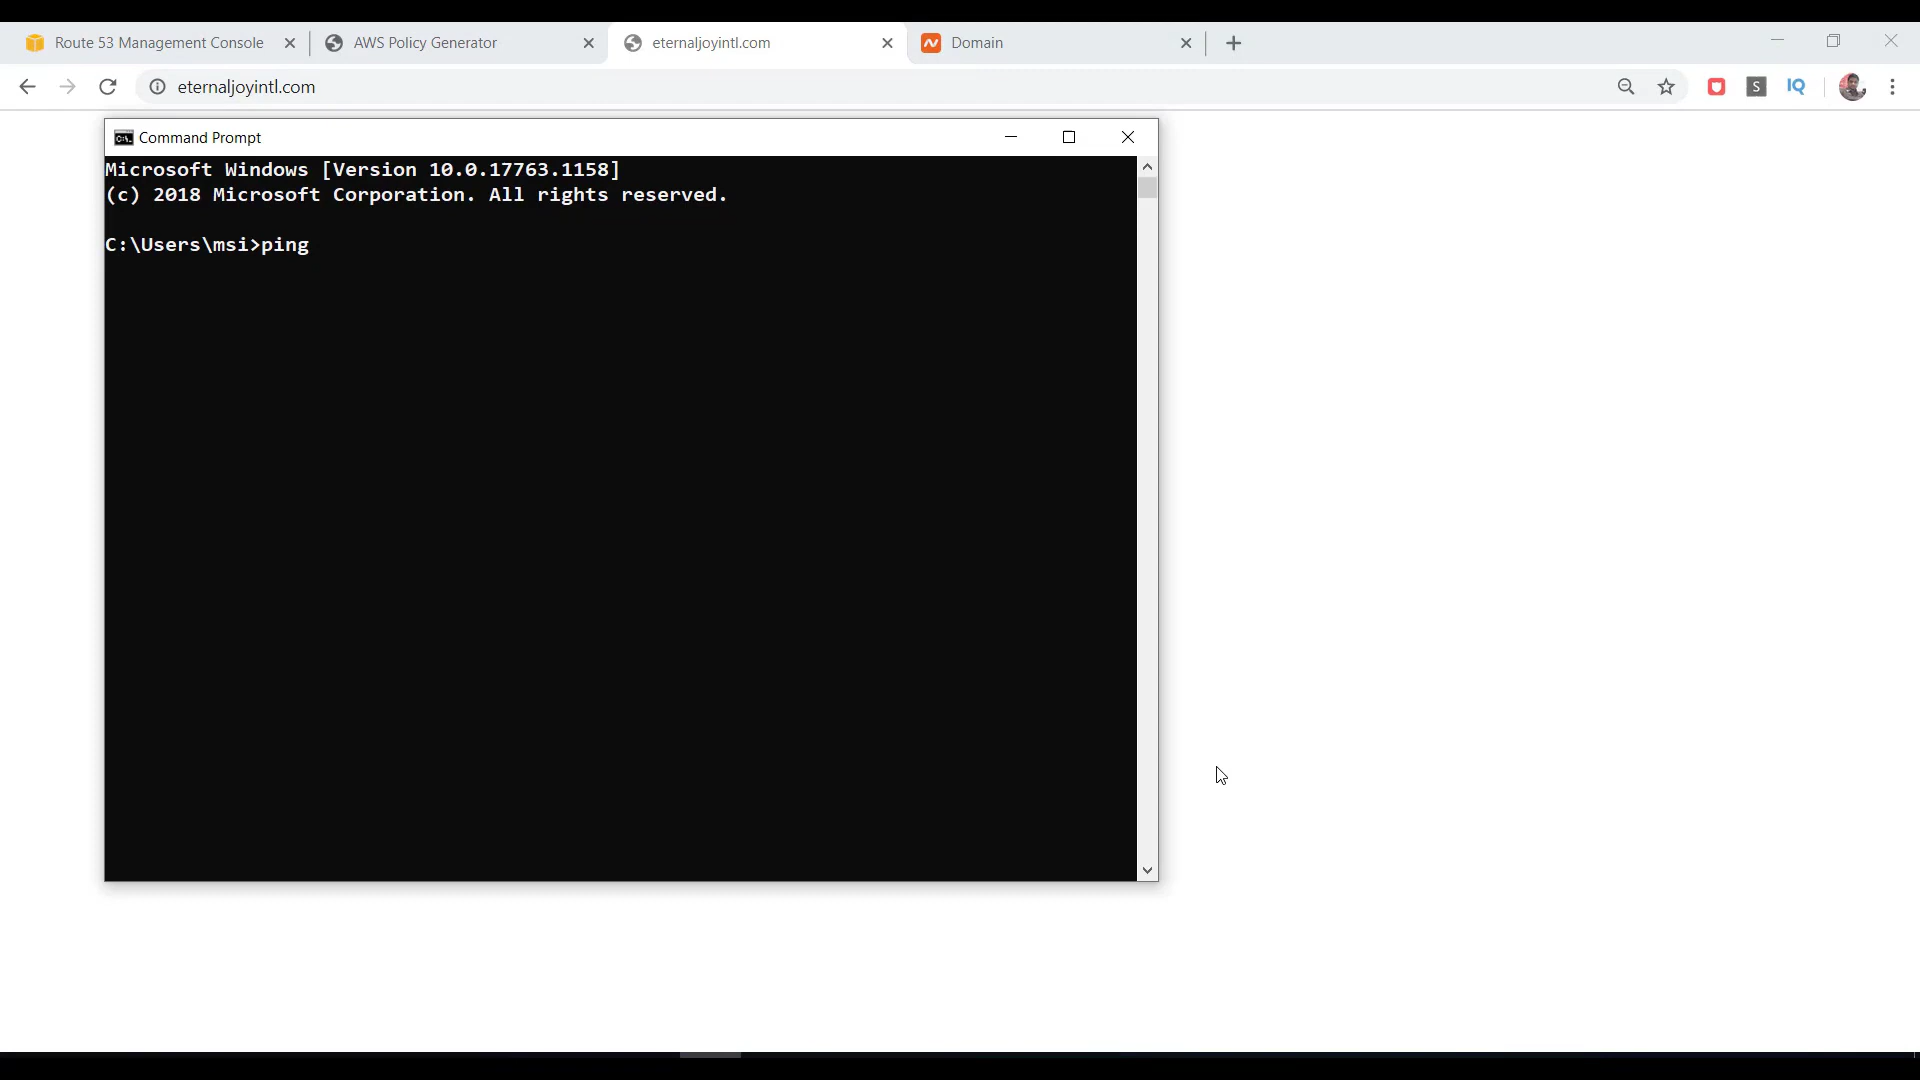 Route 53 Management Console
AWS Policy Generator
eternaljoyintl.com
Domain
eternaljoyintl.com
S
IQ
Command Prompt
Microsoft Windows [Version 10.0.17763.1158]
(c) 2018 Microsoft Corporation. All rights reserved.
C:\Users\msi>ping